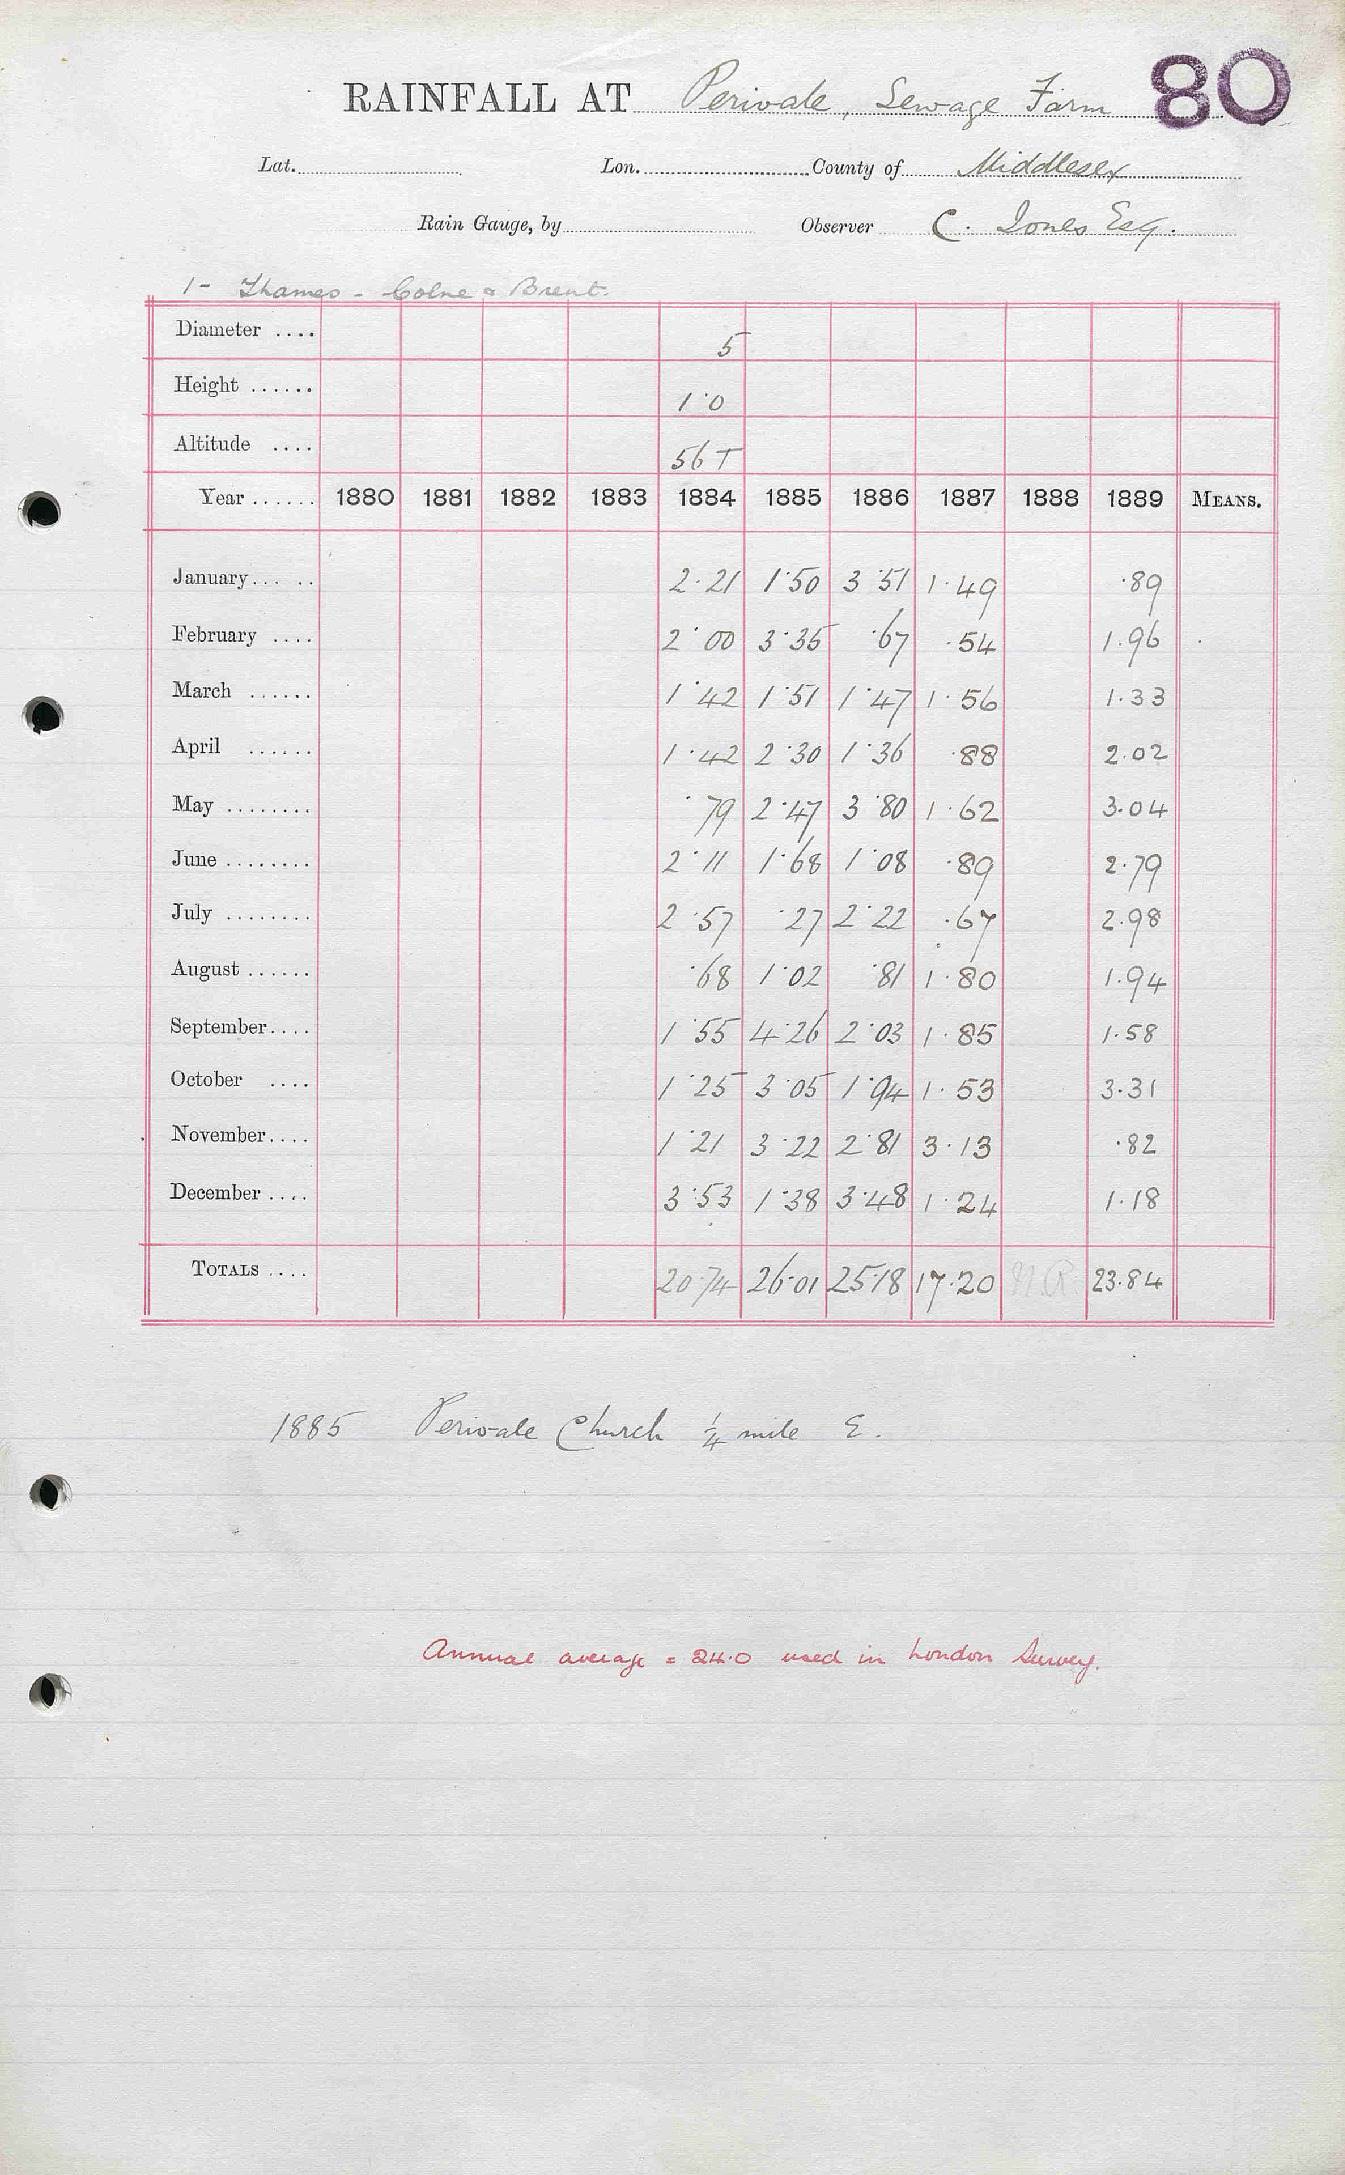 RAINFALL AT Perivale, Sewage Farm 80
Lat. Lon. County of Middlesex
Rain Gauge, by Observer C. Jones Esq.
1 - Thames - Colne & Brent.
Diameter .... 5
Height ...... 1·0
Altitude .... 56 T
Year ...... 1880 1881 1882 1883 1884 1885 1886 1887 1888 1889 MEANS.
January... .. 2·21 1·50 3·51 1·49 ·89
February .... 2·00 3·35 ·67 ·54 1.96
March ...... 1·42 1·51 1·47 1·56 1.33
April ...... 1·42 2·30 1·36 ·88 2.02
May ........ ·79 2·47 3·80 1·62 3.04
June ........ 2·11 1·68 1·08 ·89 2.79
July ........ 2·57 ·27 2·22 ·67 2.98
August ...... ·68 1·02 ·81 1·80 1.94
September.... 1·55 4·26 2·03 1·85 1.58
October .... 1·25 3·05 1·94 1·53 3.31
November.... 1·21 3·22 2·81 3·13 ·82
December .... 3·53 1·38 3·48 1·24 1.18
TOTALS .... 20·74 26·01 25·18 17·20 N.R. 23.84
1885 Perivale Church ¼ mile E.
Annual average = 24.0 used in London Survey.